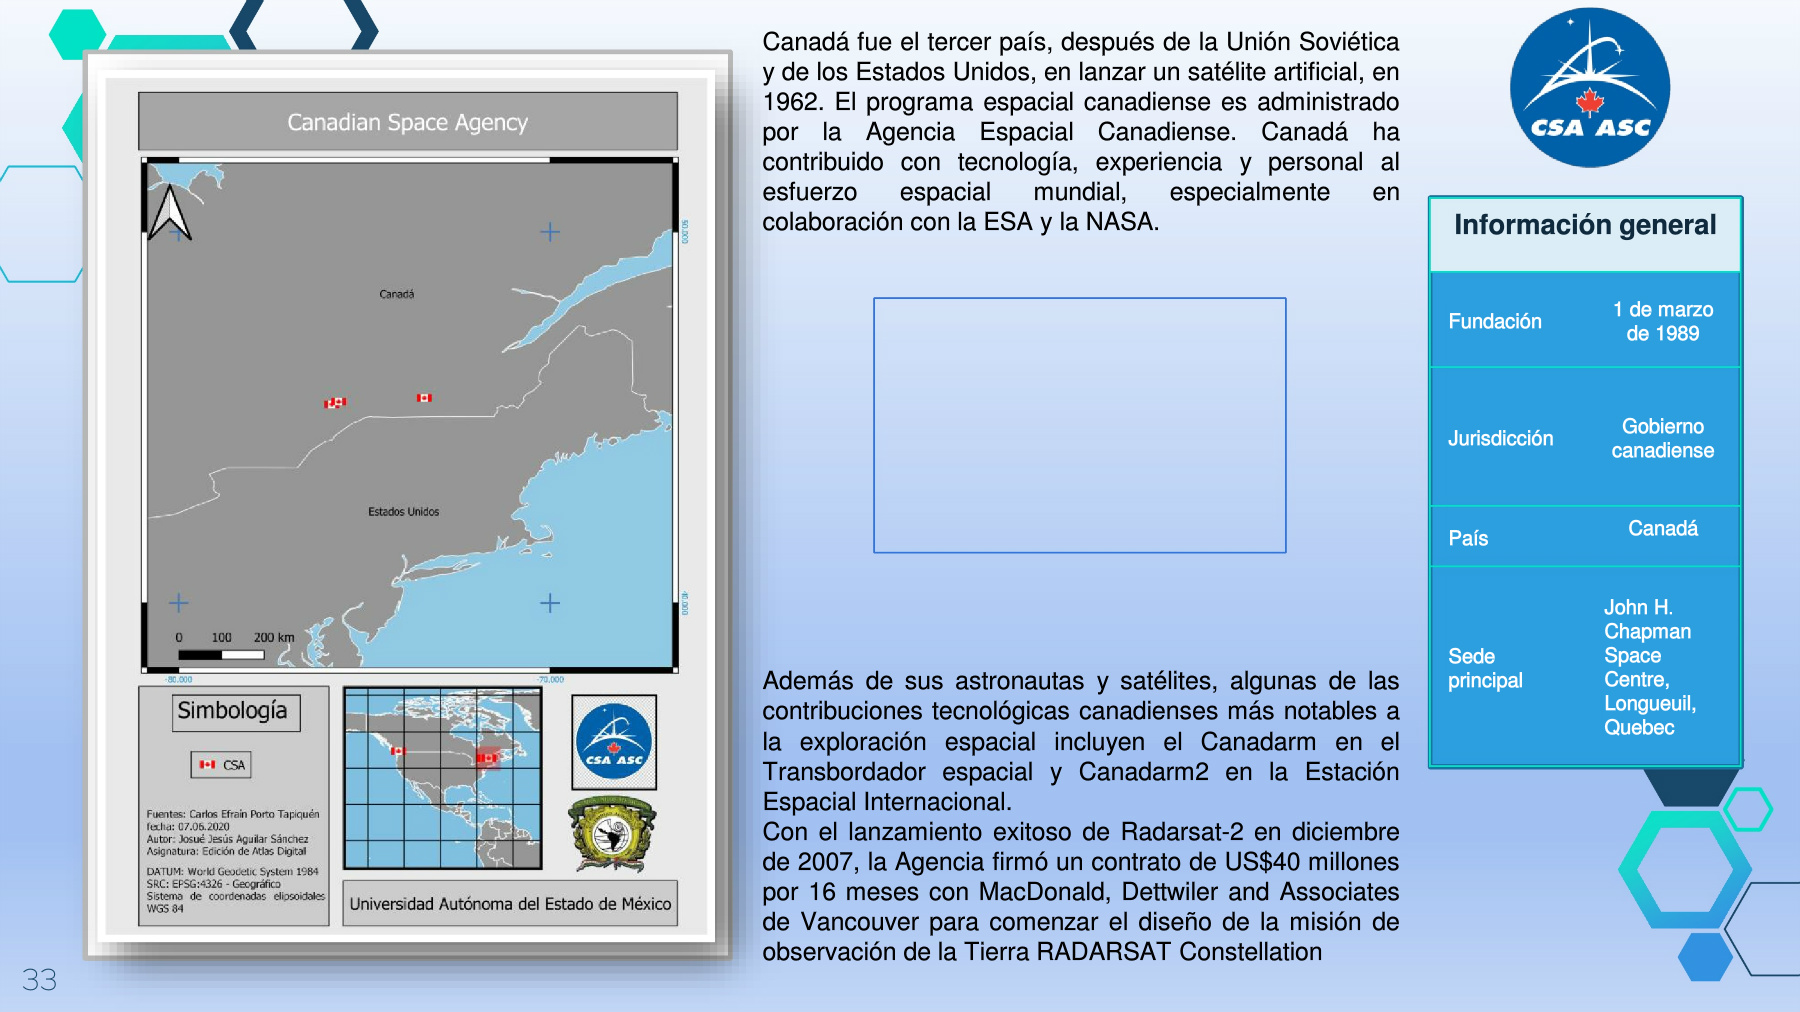 Canadian Space Agency
Canadá
Estados Unidos
0 100 200 km
50.000
40.000
-80.000
-70.000
Simbología
CSA
Fuentes: Carlos Efraín Porto Tapiquén
fecha: 07.06.2020
Autor: Josué Jesús Aguilar Sánchez
Asignatura: Edición de Atlas Digital
DATUM: World Geodetic System 1984
SRC: EPSG:4326 - Geográfico
Sistema de coordenadas elipsoidales
WGS 84
CSA ASC
Universidad Autónoma del Estado de México
33
Canadá fue el tercer país, después de la Unión Soviética
y de los Estados Unidos, en lanzar un satélite artificial, en
1962. El programa espacial canadiense es administrado
por la Agencia Espacial Canadiense. Canadá ha
contribuido con tecnología, experiencia y personal al
esfuerzo espacial mundial, especialmente en
colaboración con la ESA y la NASA.
Además de sus astronautas y satélites, algunas de las
contribuciones tecnológicas canadienses más notables a
la exploración espacial incluyen el Canadarm en el
Transbordador espacial y Canadarm2 en la Estación
Espacial Internacional.
Con el lanzamiento exitoso de Radarsat-2 en diciembre
de 2007, la Agencia firmó un contrato de US$40 millones
por 16 meses con MacDonald, Dettwiler and Associates
de Vancouver para comenzar el diseño de la misión de
observación de la Tierra RADARSAT Constellation
CSA ASC
Información general
Fundación
1 de marzo
de 1989
Jurisdicción
Gobierno
canadiense
País
Canadá
Sede
principal
John H.
Chapman
Space
Centre,
Longueuil,
Quebec